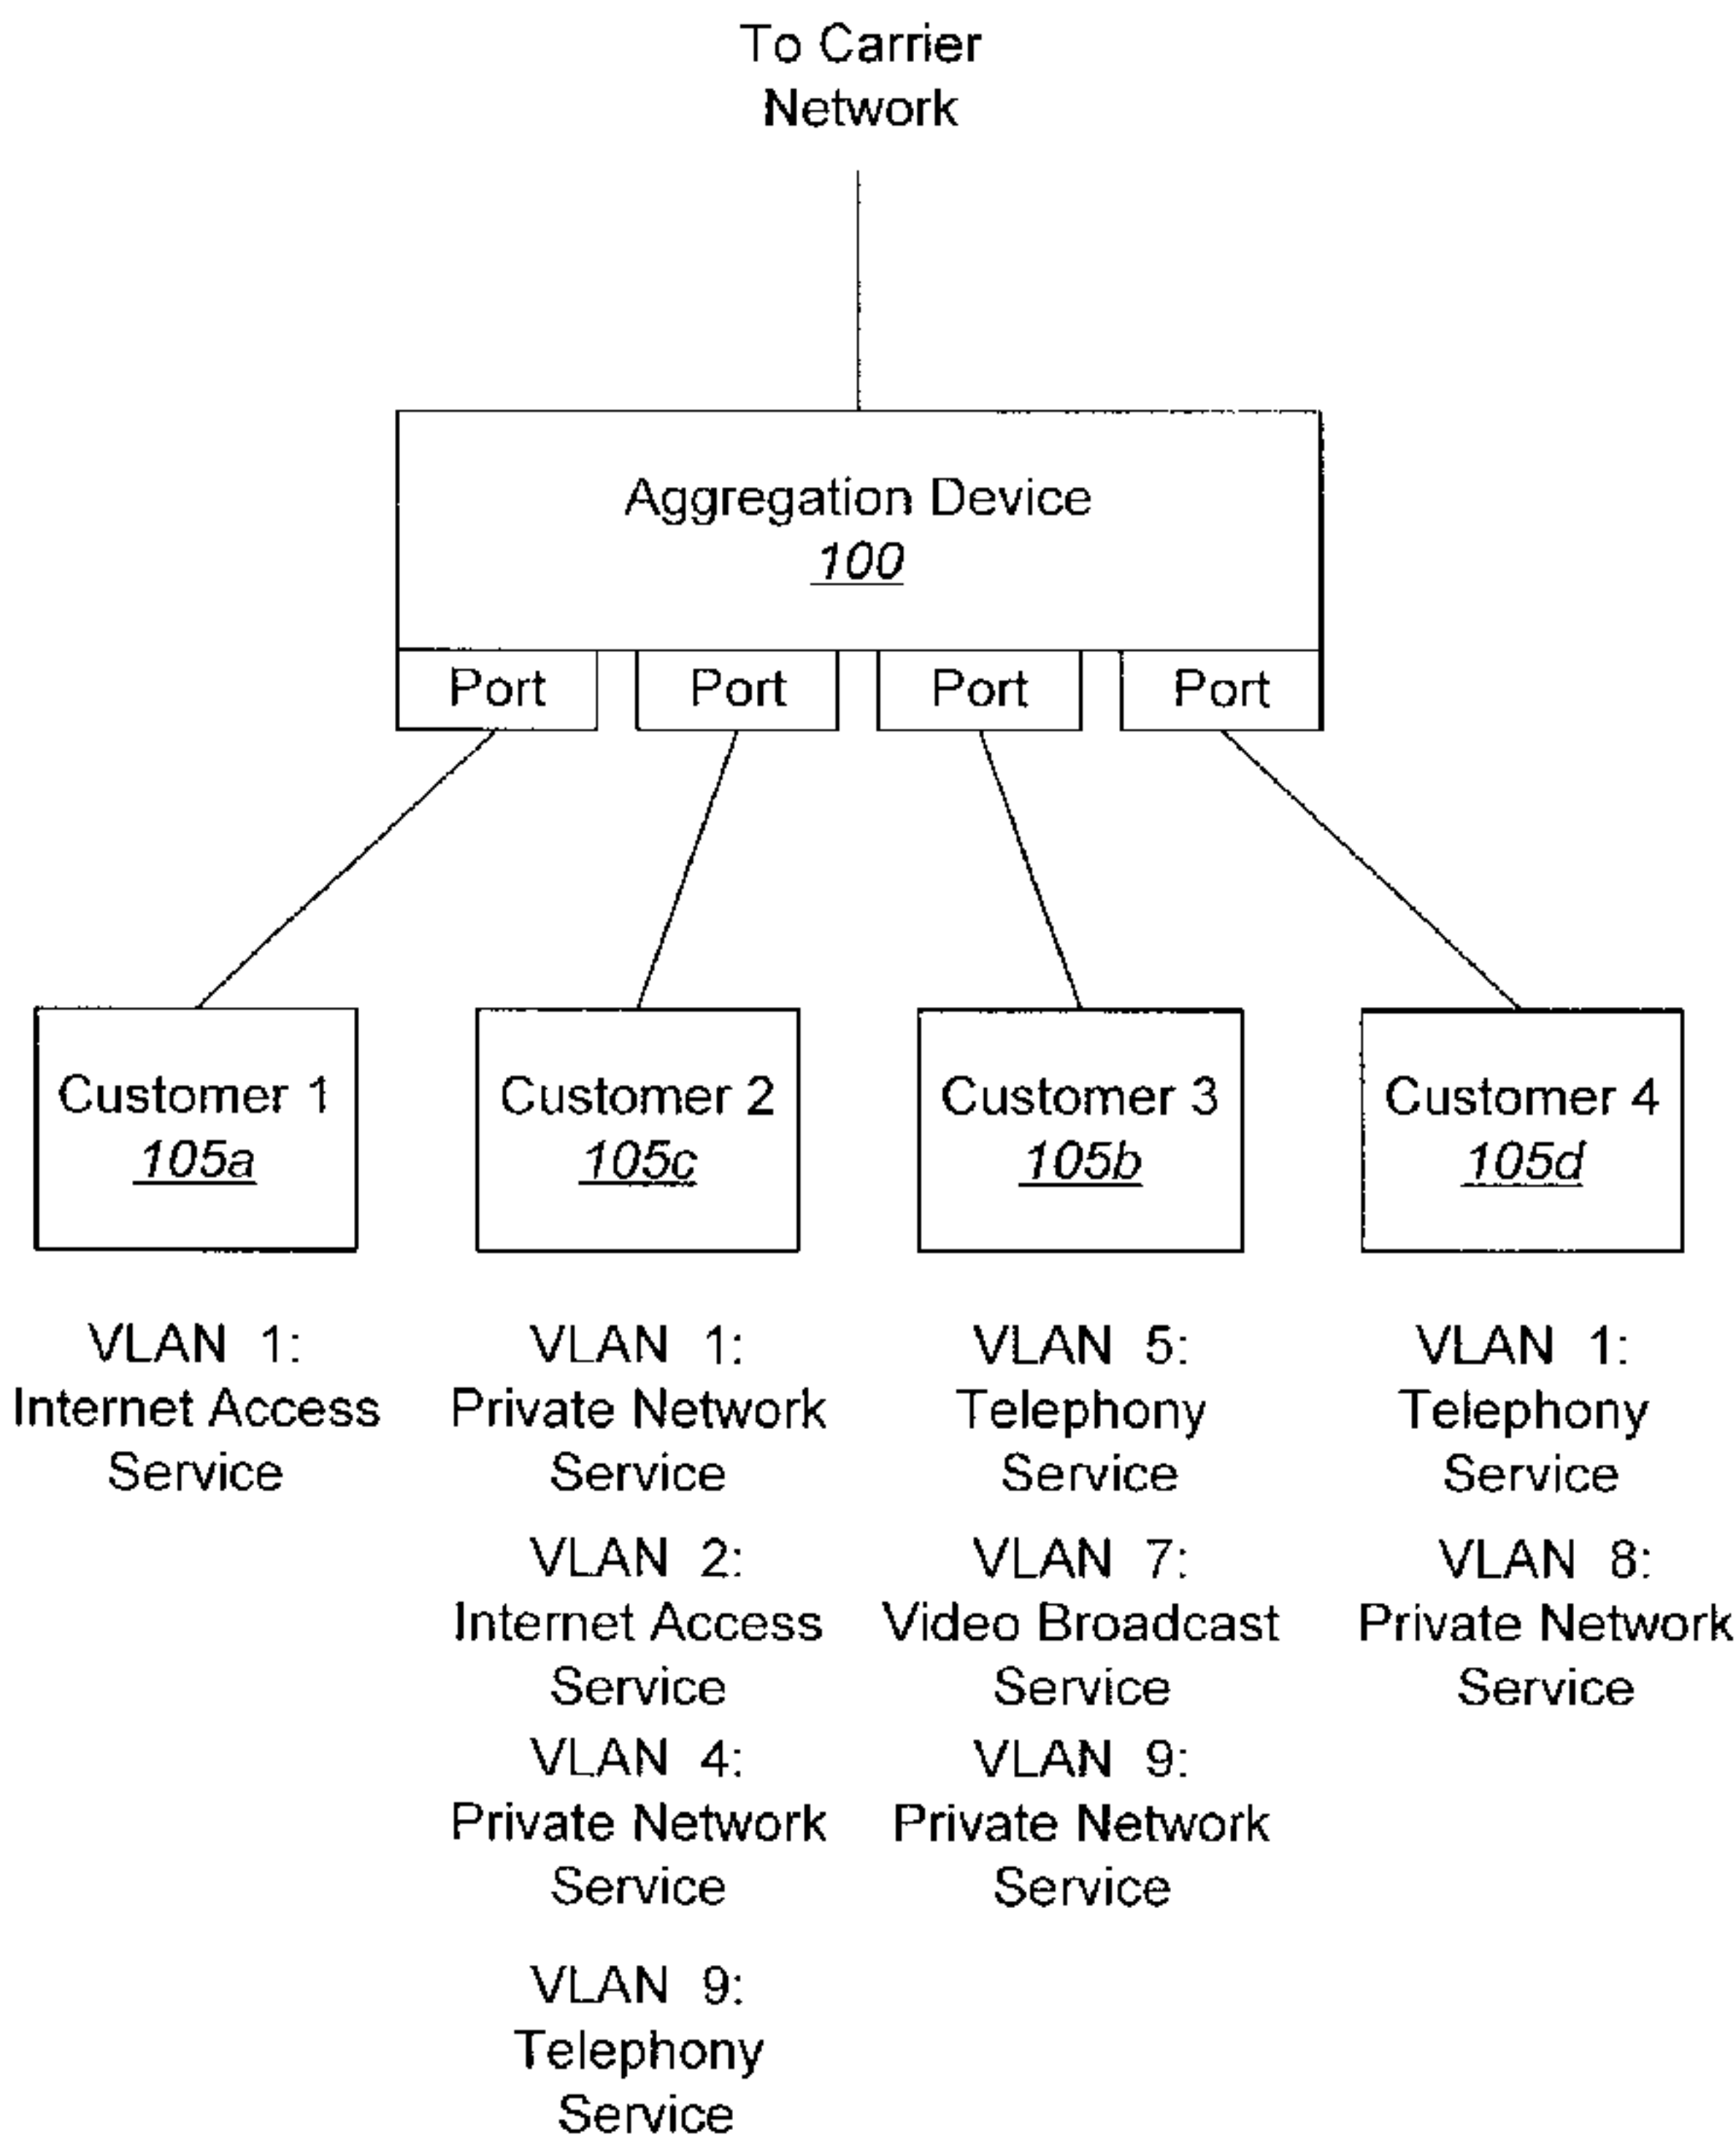 To Carrier
Network
Aggregation Device
100
Port
Port
Port
Port
Customer 1
105a
Customer 2
105c
Customer 3
105b
Customer 4
105d
VLAN 1:
Internet Access
Service
VLAN 1:
Private Network
Service
VLAN 2:
Internet Access
Service
VLAN 4:
Private Network
Service
VLAN 9:
Telephony
Service
VLAN 5:
Telephony
Service
VLAN 7:
Video Broadcast
Service
VLAN 9:
Private Network
Service
VLAN 1:
Telephony
Service
VLAN 8:
Private Network
Service